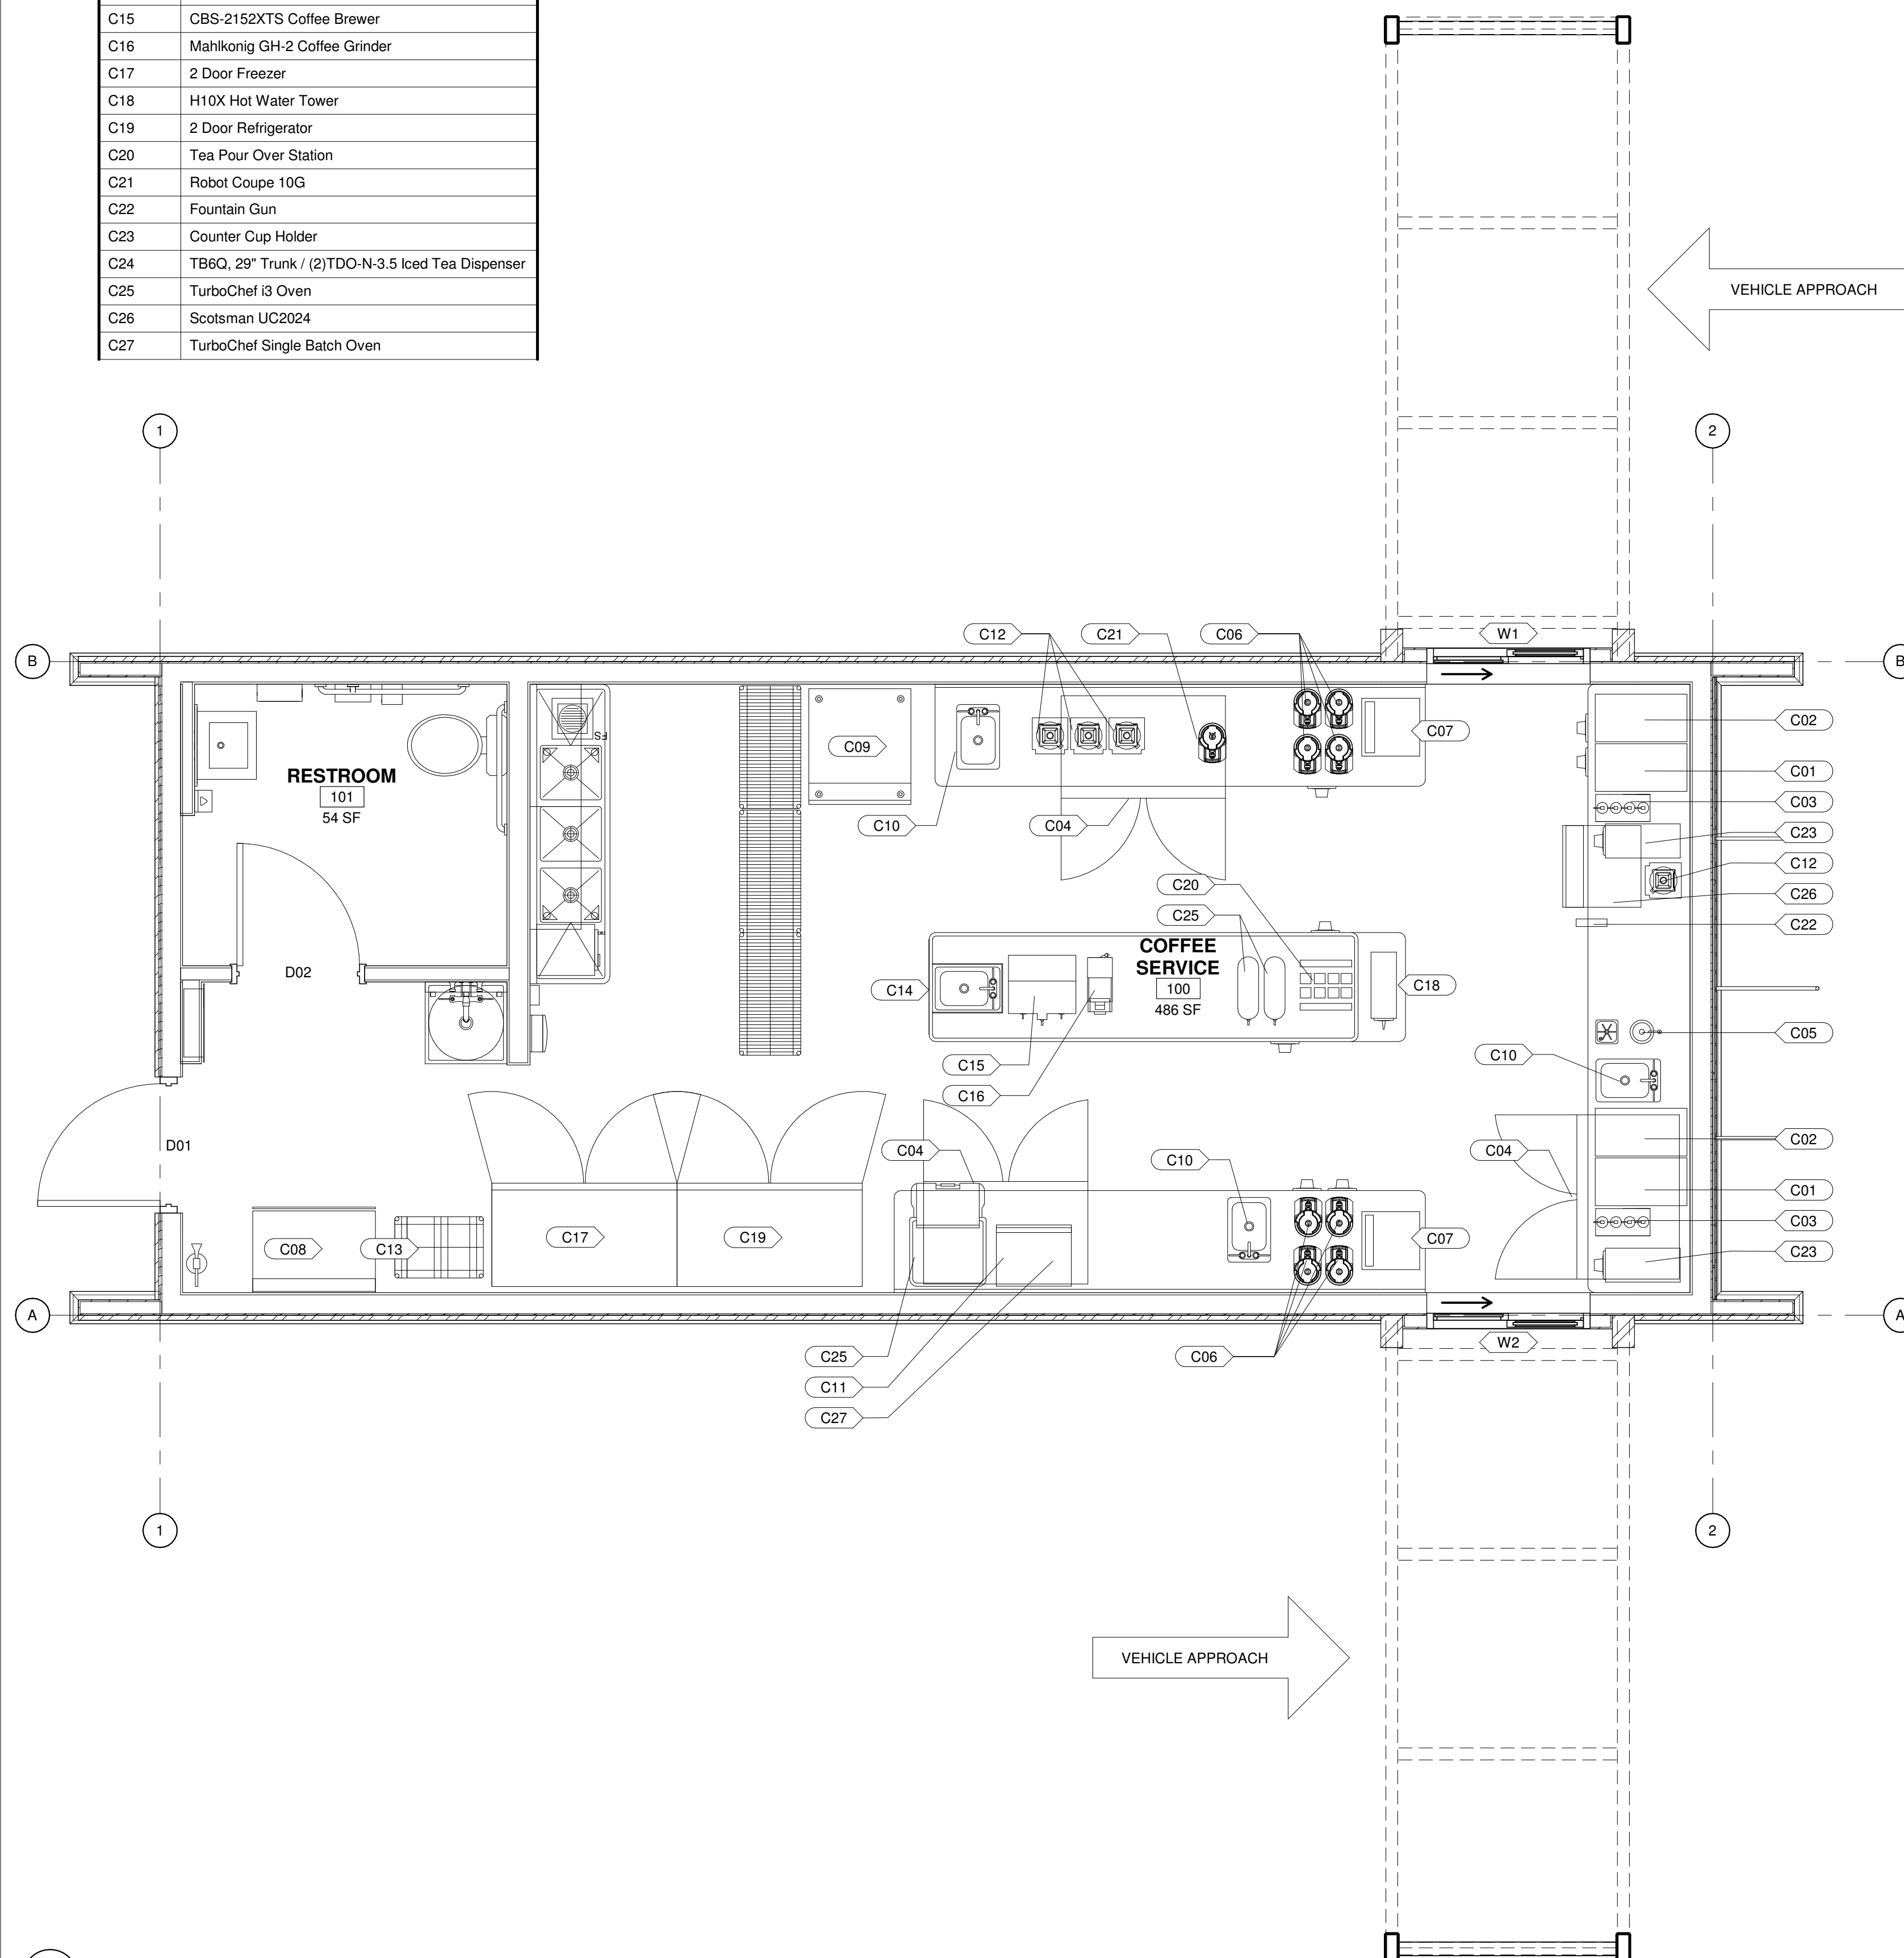 C15 CBS-2152XTS Coffee Brewer
C16 Mahlkonig GH-2 Coffee Grinder
C17 2 Door Freezer
C18 H10X Hot Water Tower
C19 2 Door Refrigerator
C20 Tea Pour Over Station
C21 Robot Coupe 10G
C22 Fountain Gun
C23 Counter Cup Holder
C24 TB6Q, 29" Trunk / (2)TDO-N-3.5 Iced Tea Dispenser
C25 TurboChef i3 Oven
C26 Scotsman UC2024
C27 TurboChef Single Batch Oven
VEHICLE APPROACH
1
2
C12
C21
C06
W1
B
B
C02
C07
C09
FS
C01
RESTROOM
101
54 SF
C03
C10
C04
C23
C12
C20
C26
C25
C22
COFFEE
SERVICE
100
486 SF
D02
C14
C18
C05
C15
C10
C16
D01
C04
C10
C04
C02
C01
C08
C13
C17
C19
C07
C03
C23
A
A
W2
C25
C06
C11
C27
1
2
VEHICLE APPROACH